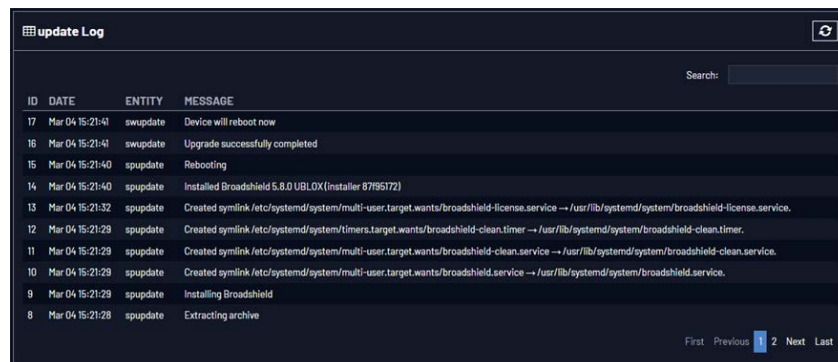 update Log
Search:
ID DATE ENTITY MESSAGE
17 Mar 04 15:21:41 swupdate Device will reboot now
16 Mar 04 15:21:41 swupdate Upgrade successfully completed
15 Mar 04 15:21:40 spupdate Rebooting
14 Mar 04 15:21:40 spupdate Installed Broadshield 5.8.0 UBLOX (installer 87f95172)
13 Mar 04 15:21:32 spupdate Created symlink /etc/systemd/system/multi-user.target.wants/broadshield-license.service → /usr/lib/systemd/system/broadshield-license.service.
12 Mar 04 15:21:29 spupdate Created symlink /etc/systemd/system/timers.target.wants/broadshield-clean.timer → /usr/lib/systemd/system/broadshield-clean.timer.
11 Mar 04 15:21:29 spupdate Created symlink /etc/systemd/system/multi-user.target.wants/broadshield-clean.service → /usr/lib/systemd/system/broadshield-clean.service.
10 Mar 04 15:21:29 spupdate Created symlink /etc/systemd/system/multi-user.target.wants/broadshield.service → /usr/lib/systemd/system/broadshield.service.
9 Mar 04 15:21:29 spupdate Installing Broadshield
8 Mar 04 15:21:28 spupdate Extracting archive
First Previous 1 2 Next Last